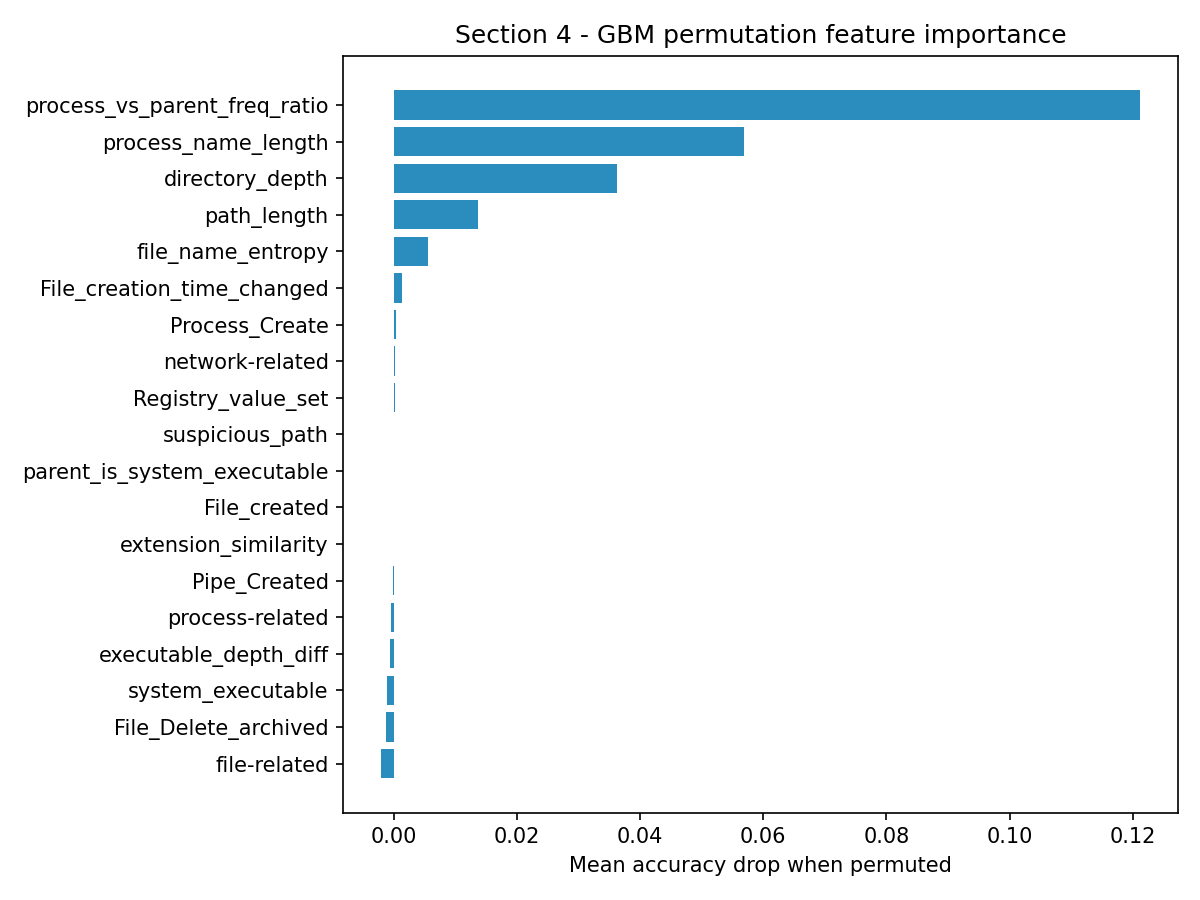 Section 4 - GBM permutation feature importance
process_vs_parent_freq_ratio
process_name_length
directory_depth
path_length
file_name_entropy
File_creation_time_changed
Process_Create
network-related
Registry_value_set
suspicious_path
parent_is_system_executable
File_created
extension_similarity
Pipe_Created
process-related
executable_depth_diff
system_executable
File_Delete_archived
file-related
0.00 0.02 0.04 0.06 0.08 0.10 0.12
Mean accuracy drop when permuted